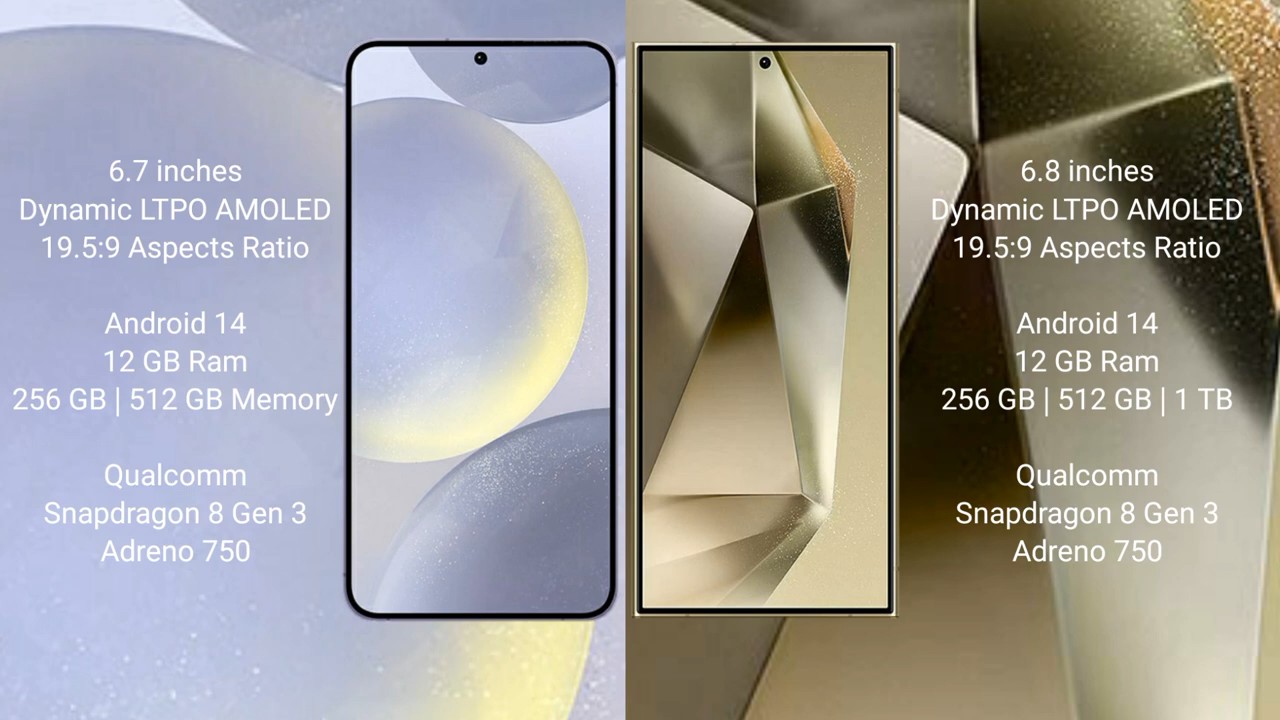 6.7 inches
Dynamic LTPO AMOLED
19.5:9 Aspects Ratio
Android 14
12 GB Ram
256 GB | 512 GB Memory
Qualcomm
Snapdragon 8 Gen 3
Adreno 750
6.8 inches
Dynamic LTPO AMOLED
19.5:9 Aspects Ratio
Android 14
12 GB Ram
256 GB | 512 GB | 1 TB
Qualcomm
Snapdragon 8 Gen 3
Adreno 750